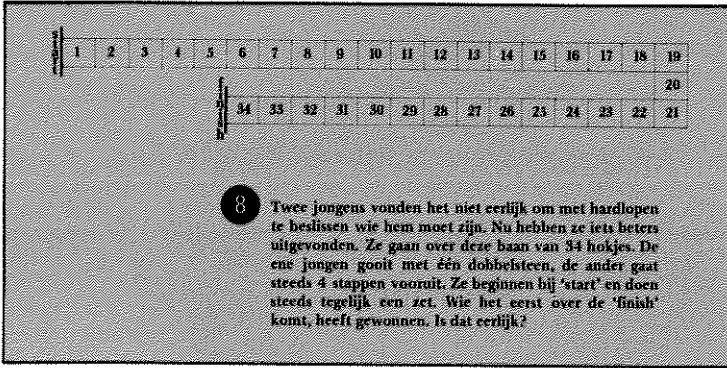 start 1 2 3 4 5 6 7 8 9 10 11 12 13 14 15 16 17 18 19
20
finish 34 33 32 31 30 29 28 27 26 25 24 23 22 21
8
Twee jongens vonden het niet eerlijk om met hardlopen
te beslissen wie hem moet zijn. Nu hebben ze iets beters
uitgevonden. Ze gaan over deze baan van 34 hokjes. De
ene jongen gooit met één dobbelsteen, de ander gaat
steeds 4 stappen vooruit. Ze beginnen bij 'start' en doen
steeds tegelijk een zet. Wie het eerst over de 'finish'
komt, heeft gewonnen. Is dat eerlijk?